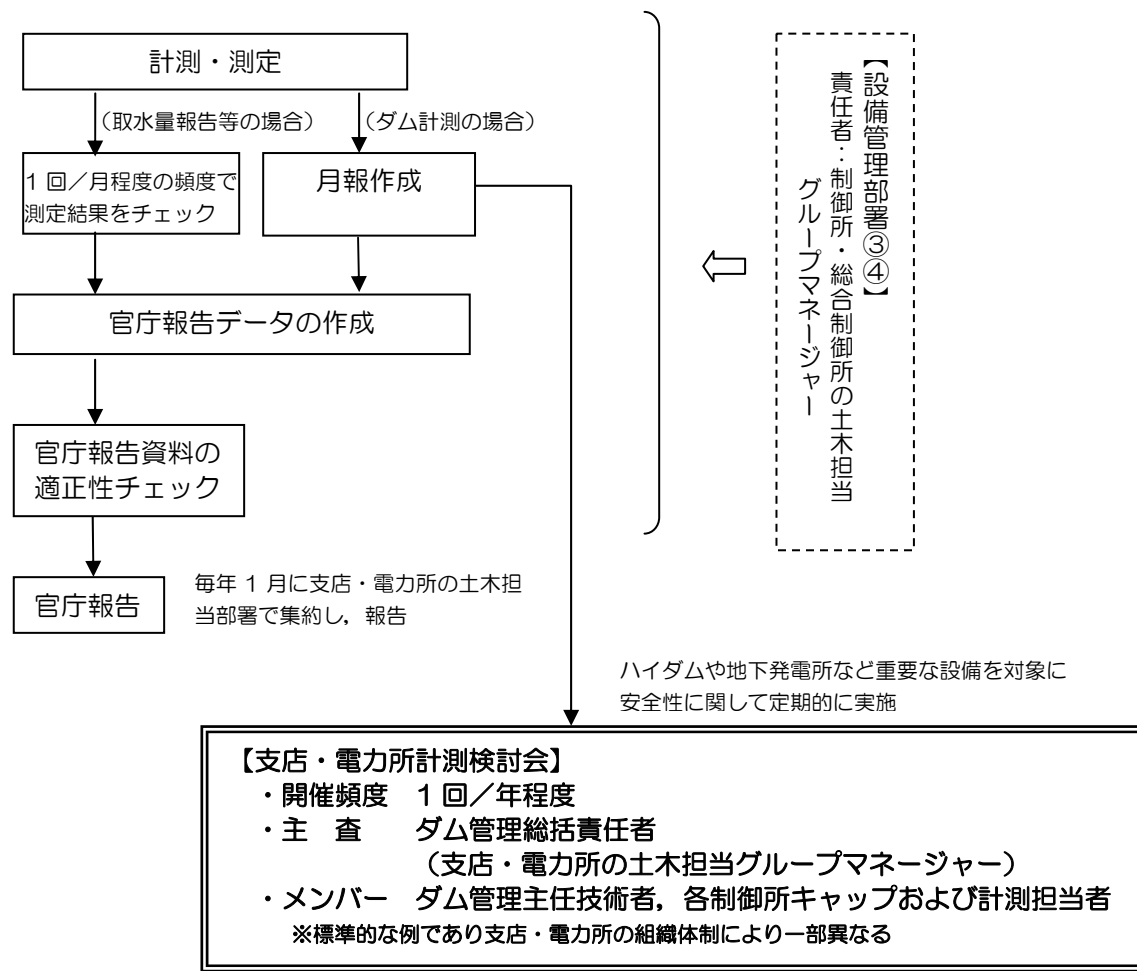 計測・測定
（取水量報告等の場合）
（ダム計測の場合）
1 回／月程度の頻度で
測定結果をチェック
月報作成
官庁報告データの作成
官庁報告資料の
適正性チェック
官庁報告
毎年 1 月に支店・電力所の土木担
当部署で集約し，報告
【設備管理部署③④】
責任者：制御所・総合制御所の土木担当
グループマネージャー
ハイダムや地下発電所など重要な設備を対象に
安全性に関して定期的に実施
【支店・電力所計測検討会】
・開催頻度　1 回／年程度
・主　査　　ダム管理総括責任者
（支店・電力所の土木担当グループマネージャー）
・メンバー　ダム管理主任技術者，各制御所キャップおよび計測担当者
※標準的な例であり支店・電力所の組織体制により一部異なる